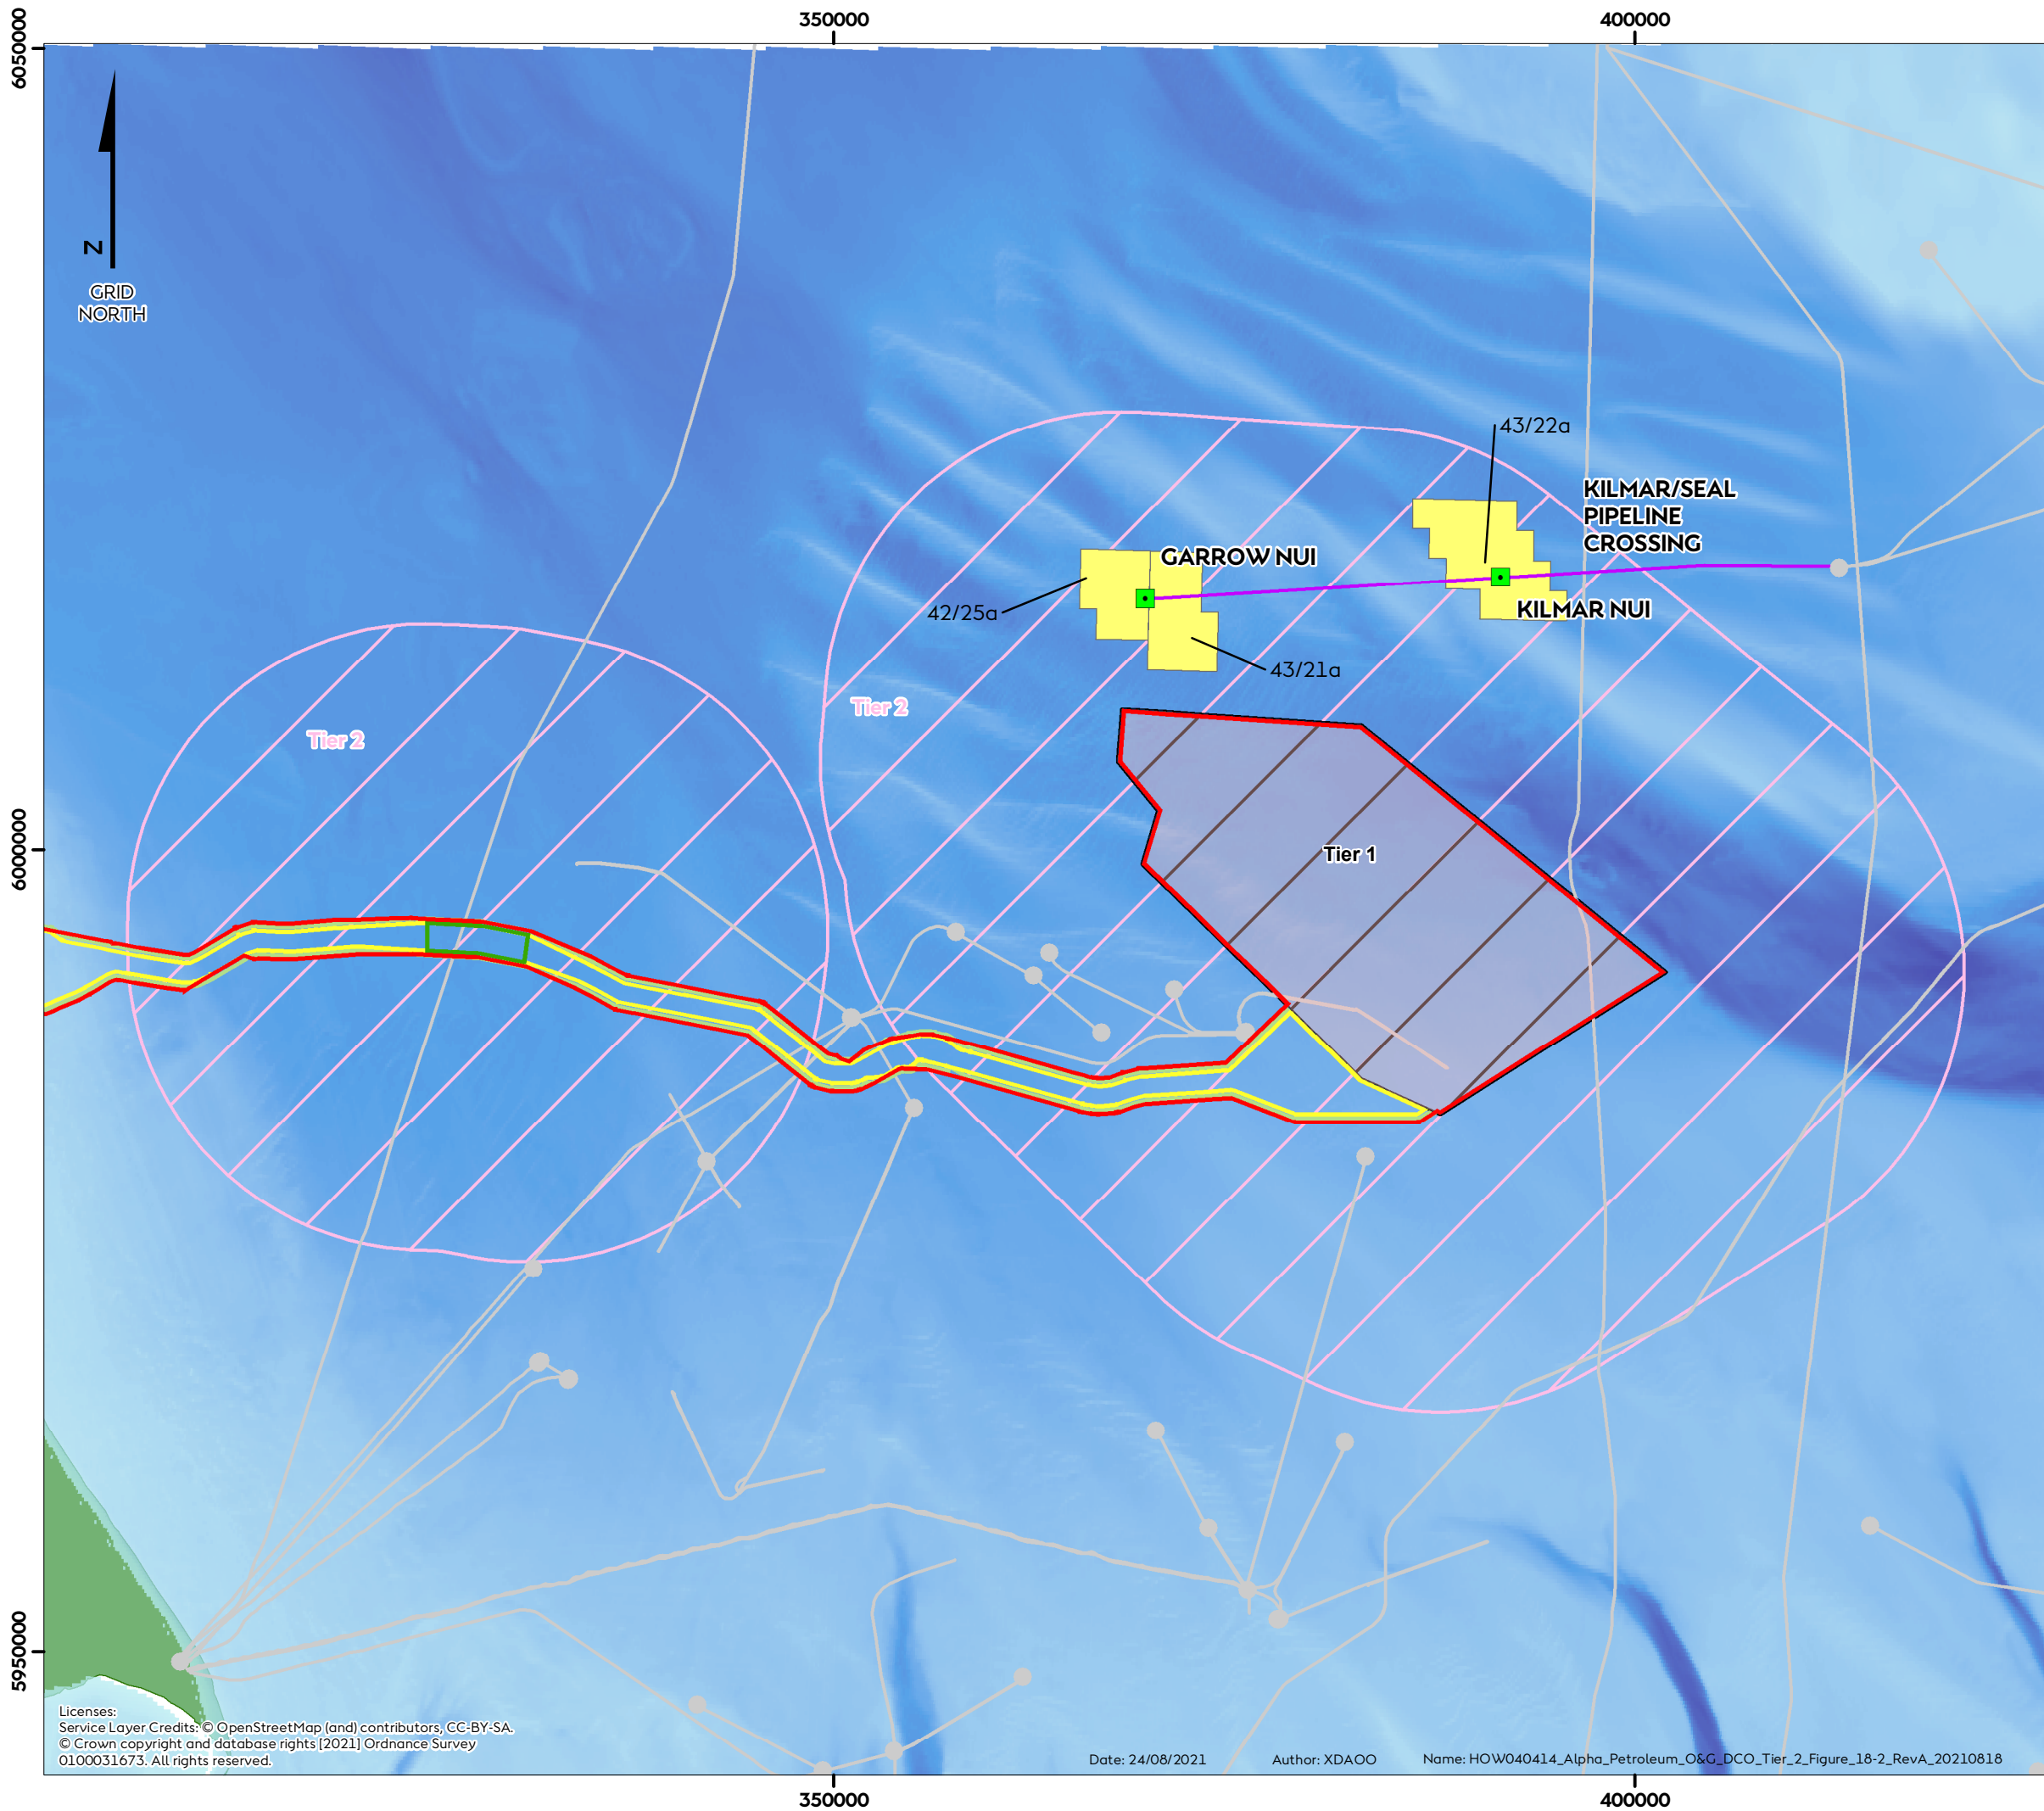 350000
400000
6050000
N
GRID
NORTH
43/22a
KILMAR/SEAL
PIPELINE
CROSSING
GARROW NUI
42/25a
KILMAR NUI
43/21a
Tier 2
Tier 2
6000000
Tier 1
5950000
Licenses:
Service Layer Credits: © OpenStreetMap (and) contributors, CC-BY-SA.
© Crown copyright and database rights [2021] Ordnance Survey
0100031673. All rights reserved.
Date: 24/08/2021
Author: XDAOO
Name: HOW040414_Alpha_Petroleum_O&G_DCO_Tier_2_Figure_18-2_RevA_20210818
350000
400000